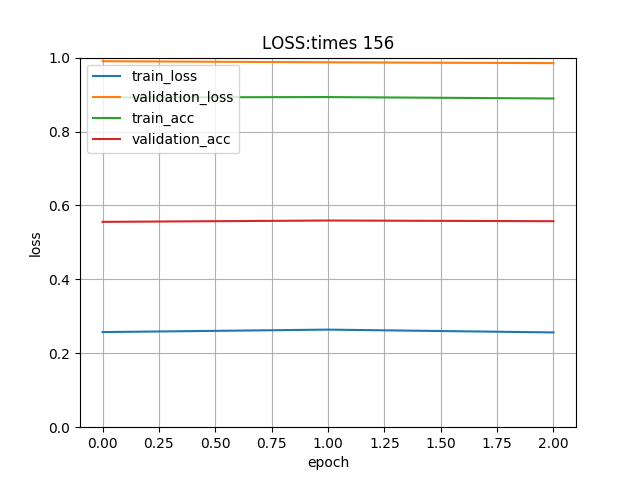 LOSS:times 156
train_loss
validation_loss
train_acc
validation_acc
1.0
0.8
0.6
0.4
0.2
0.0
loss
0.00 0.25 0.50 0.75 1.00 1.25 1.50 1.75 2.00
epoch